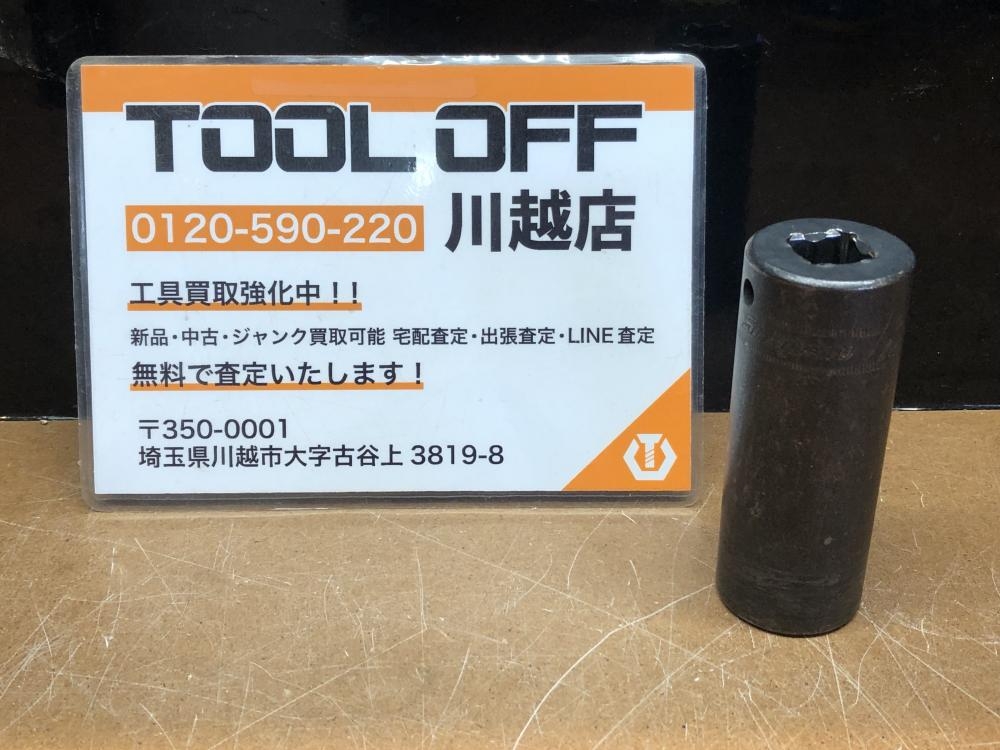 TOOL OFF
0120-590-220 川越店
工具買取強化中!!
新品・中古・ジャンク買取可能 宅配査定・出張査定・LINE査定
無料で査定いたします!
〒350-0001
埼玉県川越市大字古谷上 3819-8